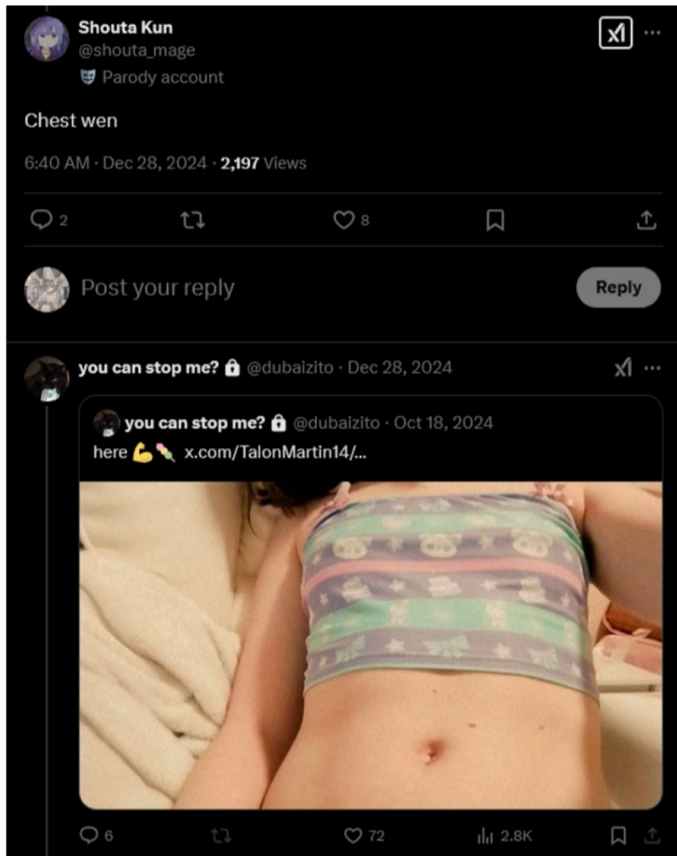 Shouta Kun
@shouta_mage
Parody account
Chest wen
6:40 AM · Dec 28, 2024 · 2,197 Views
2 8
Post your reply
Reply
you can stop me? @dubaizito · Dec 28, 2024
you can stop me? @dubaizito · Oct 18, 2024
here 💪🍡 x.com/TalonMartin14/...
6 72 2.8K